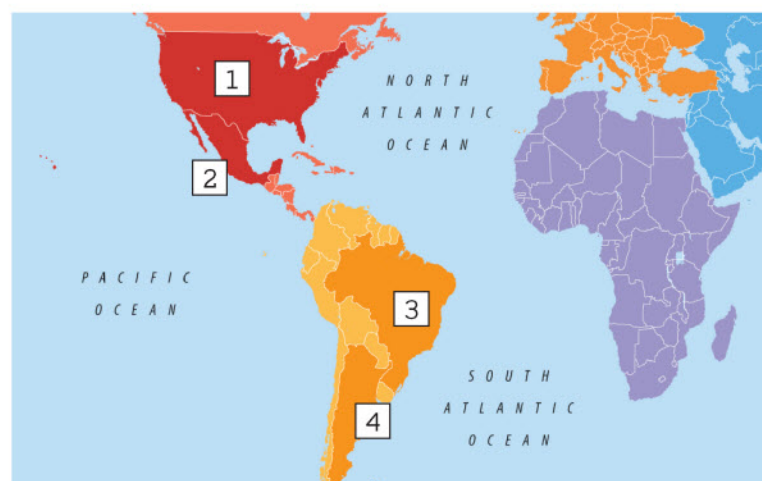 1
NORTH
ATLANTIC
OCEAN
2
PACIFIC
OCEAN
3
SOUTH
ATLANTIC
OCEAN
4